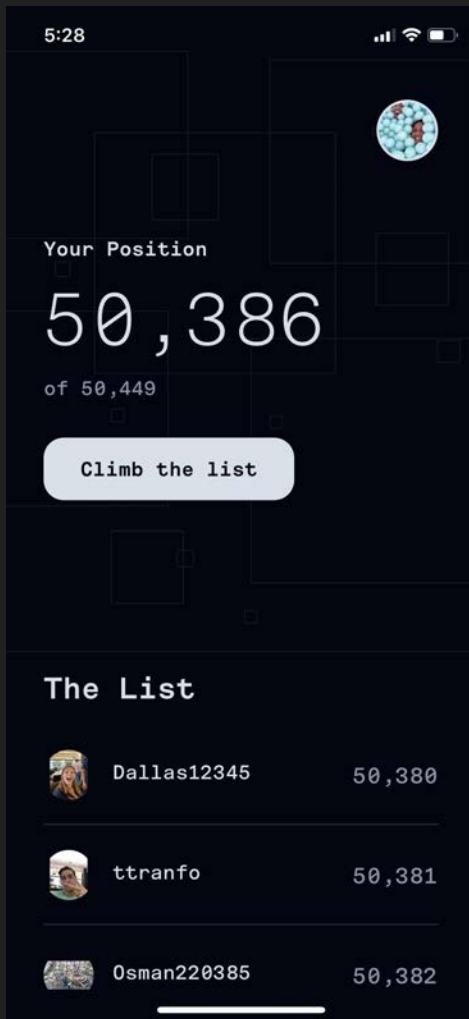 5:28
Your Position
50,386
of 50,449
Climb the list
The List
Dallas12345 50,380
ttranfo 50,381
Osman220385 50,382